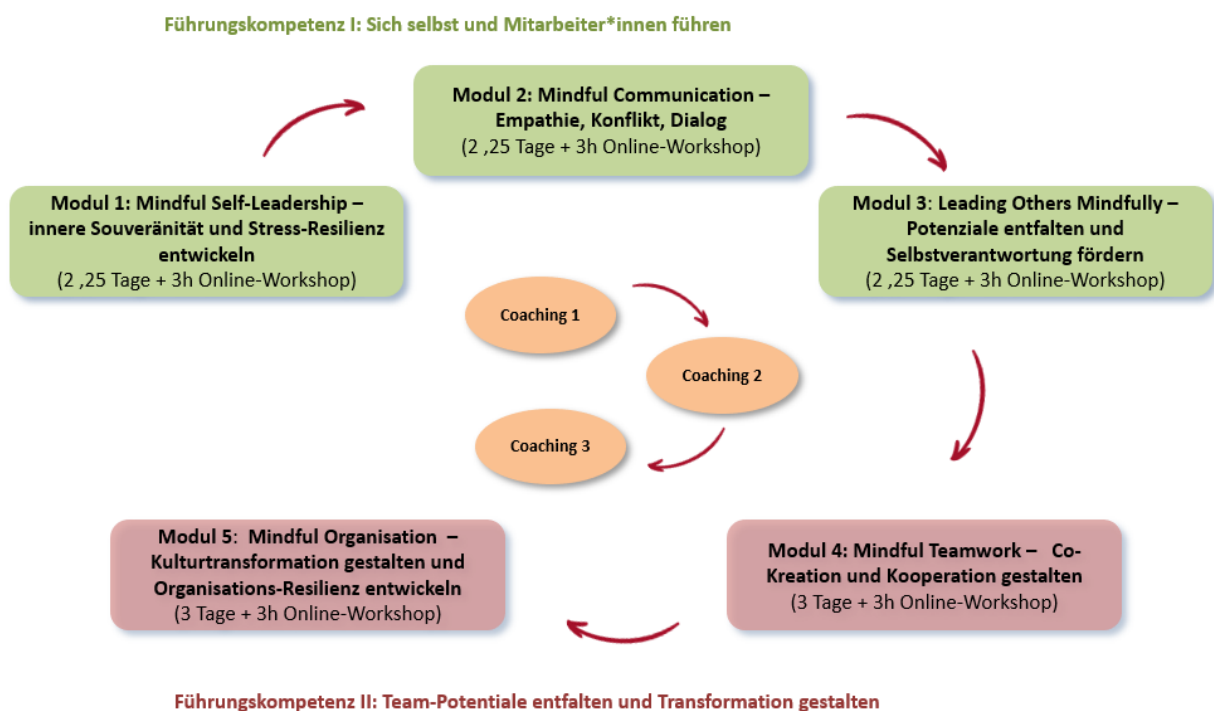 Führungskompetenz I: Sich selbst und Mitarbeiter*innen führen
Modul 2: Mindful Communication –
Empathie, Konflikt, Dialog
(2 ,25 Tage + 3h Online-Workshop)
Modul 1: Mindful Self-Leadership –
innere Souveränität und Stress-Resilienz
entwickeln
(2 ,25 Tage + 3h Online-Workshop)
Modul 3: Leading Others Mindfully –
Potenziale entfalten und
Selbstverantwortung fördern
(2 ,25 Tage + 3h Online-Workshop)
Coaching 1
Coaching 2
Coaching 3
Modul 5:  Mindful Organisation  –
Kulturtransformation gestalten und
Organisations-Resilienz entwickeln
(3 Tage + 3h Online-Workshop)
Modul 4: Mindful Teamwork –   Co-
Kreation und Kooperation gestalten
(3 Tage + 3h Online-Workshop)
Führungskompetenz II: Team-Potentiale entfalten und Transformation gestalten